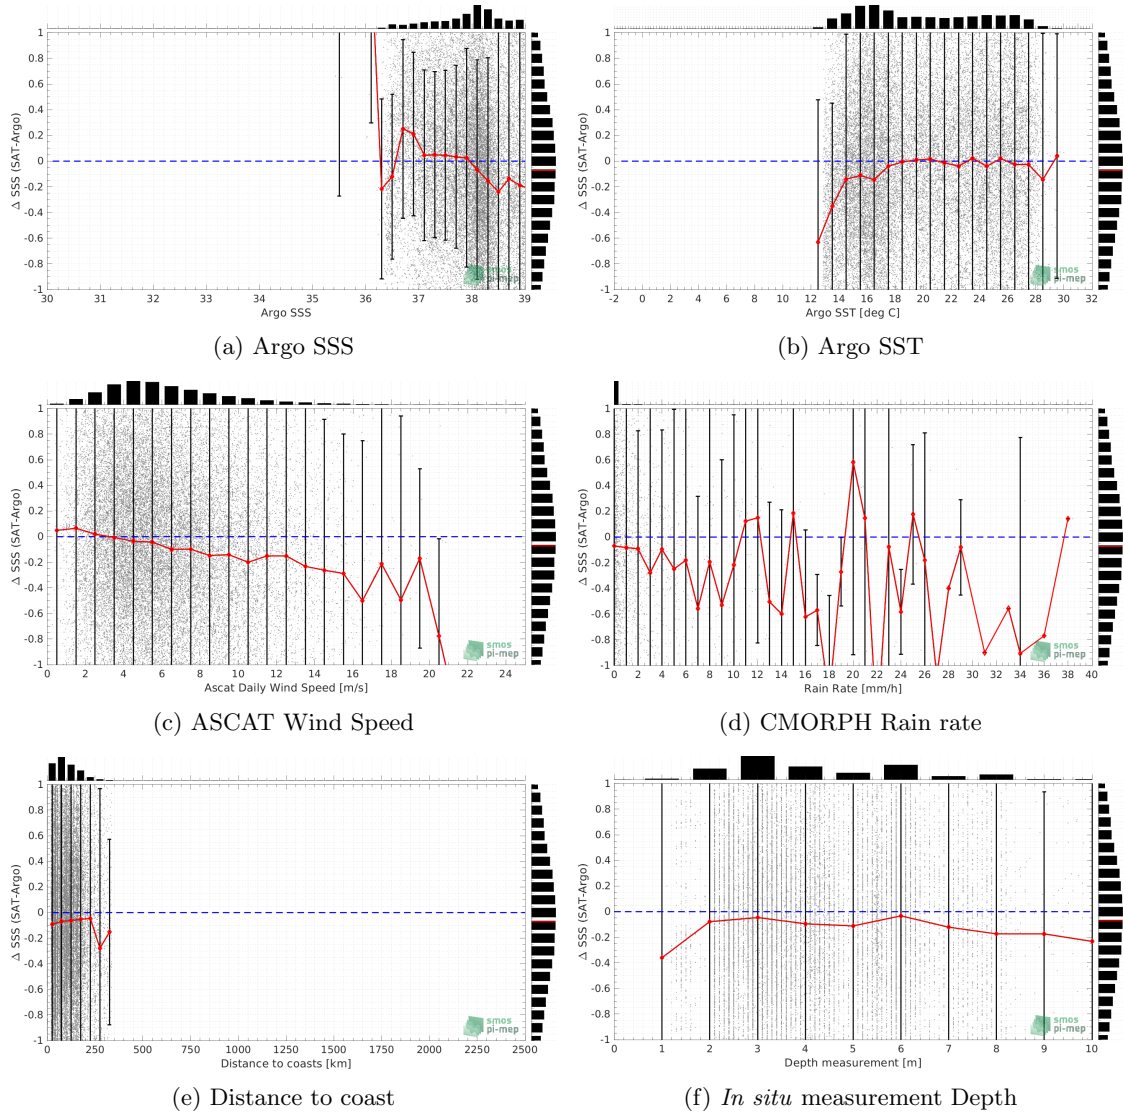 1
0.8
0.6
0.4
0.2
0
-0.2
-0.4
-0.6
-0.8
-1
Δ SSS (SAT-Argo)
30 31 32 33 34 35 36 37 38 39
Argo SSS
smos
pi-mep
(a) Argo SSS
1
0.8
0.6
0.4
0.2
0
-0.2
-0.4
-0.6
-0.8
-1
Δ SSS (SAT-Argo)
-2 0 2 4 6 8 10 12 14 16 18 20 22 24 26 28 30 32
Argo SST [deg C]
smos
pi-mep
(b) Argo SST
1
0.8
0.6
0.4
0.2
0
-0.2
-0.4
-0.6
-0.8
-1
Δ SSS (SAT-Argo)
0 2 4 6 8 10 12 14 16 18 20 22 24
Ascat Daily Wind Speed [m/s]
smos
pi-mep
(c) ASCAT Wind Speed
1
0.8
0.6
0.4
0.2
0
-0.2
-0.4
-0.6
-0.8
-1
Δ SSS (SAT-Argo)
0 2 4 6 8 10 12 14 16 18 20 22 24 26 28 30 32 34 36 38 40
Rain Rate [mm/h]
smos
pi-mep
(d) CMORPH Rain rate
1
0.8
0.6
0.4
0.2
0
-0.2
-0.4
-0.6
-0.8
-1
Δ SSS (SAT-Argo)
0 250 500 750 1000 1250 1500 1750 2000 2250 2500
Distance to coasts [km]
smos
pi-mep
(e) Distance to coast
1
0.8
0.6
0.4
0.2
0
-0.2
-0.4
-0.6
-0.8
-1
Δ SSS (SAT-Argo)
0 1 2 3 4 5 6 7 8 9 10
Depth measurement [m]
smos
pi-mep
(f) In situ measurement Depth